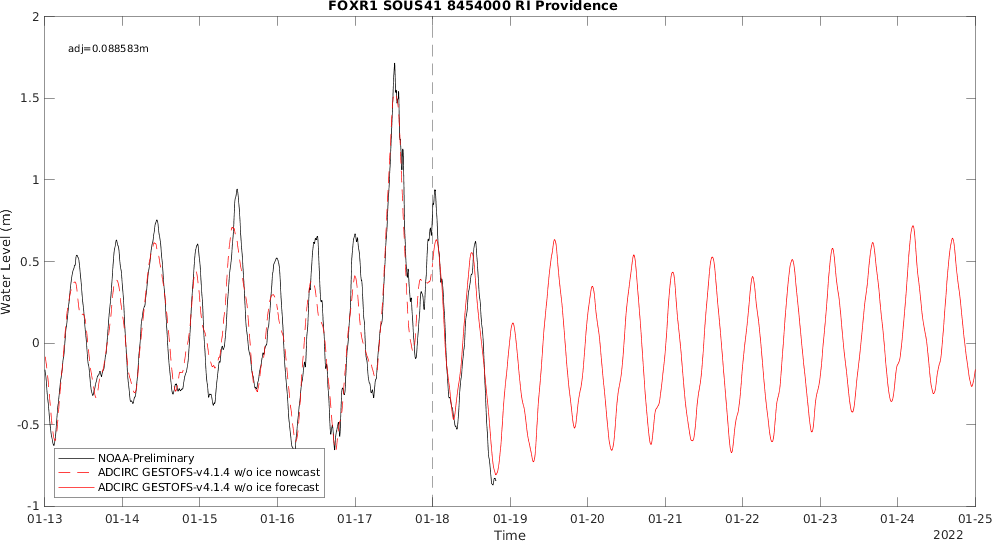 FOXR1 SOUS41 8454000 RI Providence
adj=0.088583m
Water Level (m)
2
1.5
1
0.5
0
-0.5
-1
NOAA-Preliminary
ADCIRC GESTOFS-v4.1.4 w/o ice nowcast
ADCIRC GESTOFS-v4.1.4 w/o ice forecast
01-13 01-14 01-15 01-16 01-17 01-18 01-19 01-20 01-21 01-22 01-23 01-24 01-25
Time
2022